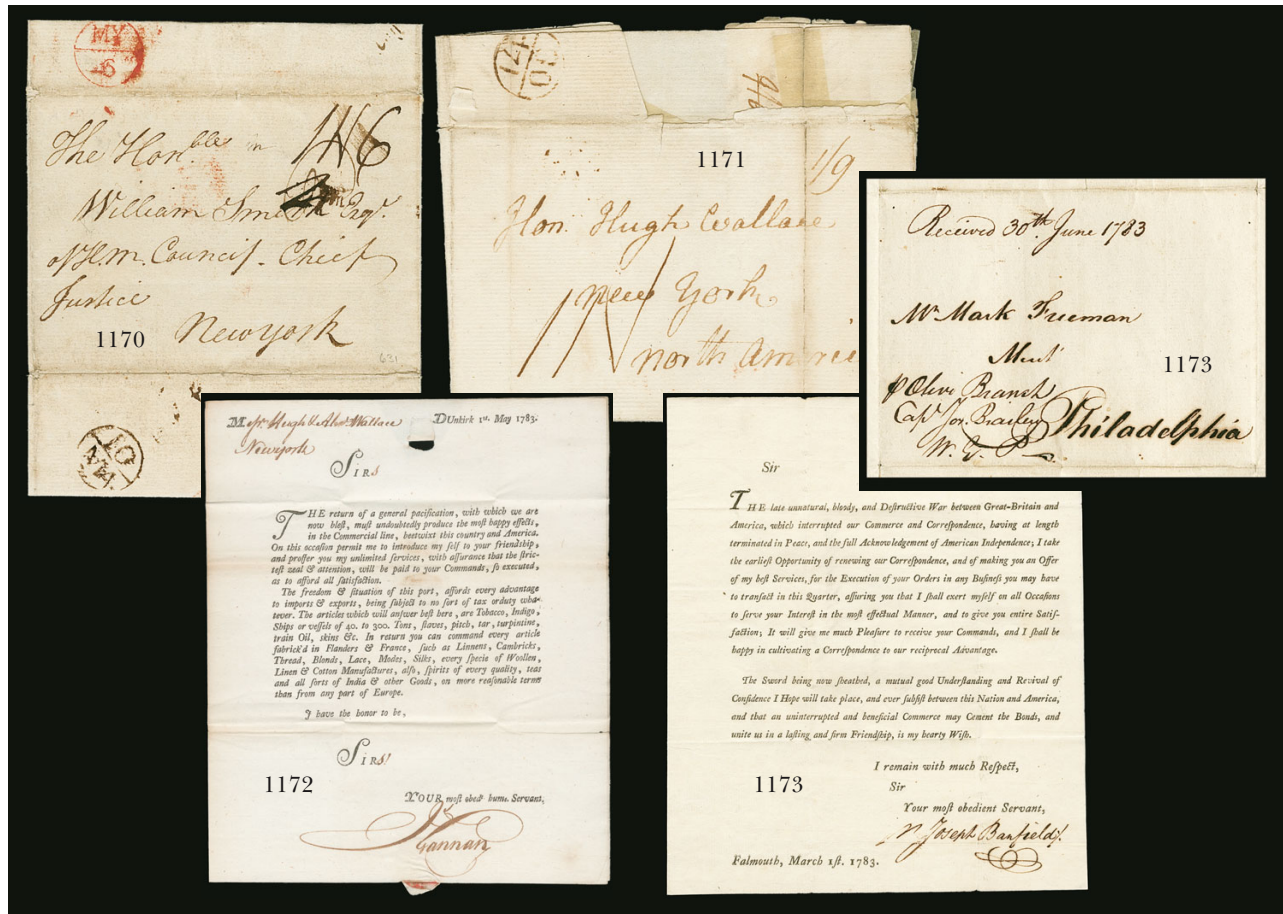 MY
6
The Hon.ble
William Smith Esqr.
of H.M. Council - Chief
Justice
New york
1170
631
1171
1/9
Hon. Hugh Wallace
New York
North Ameri
Received 30th June 1783
Mr. Mark Freeman
Mert
1173
p Olive Branch
Capt Jos. Brailey
Philadelphia
W. G. P
Messrs Hugh & Alexr Wallace
DUnkirk 1st. May 1783.
Newyork
SIRs
THE return of a general pacification, with which we are
now blest, must undoubtedly produce the most happy effects,
in the Commercial line, beetwixt this country and America.
On this occasion permit me to introduce my self to your friendship,
and proffer you my unlimited services, with assurance that the stric-
test zeal & attention, will be paid to your Commands, so executed,
as to afford all satisfaction.
The freedom & situation of this port, affords every advantage
to imports & exports, being subject to no sort of tax orduty wha-
tever. The articles which will answer best here, are Tobacco, Indigo,
Ships or vessels of 40. to 300. Tons, staves, pitch, tar, turpintine,
train Oil, skins &c. In return you can command every article
fabrick'd in Flanders & France, such as Linnens, Cambricks,
Thread, Blonds, Lace, Modes, Silks, every specie of Woollen,
Linen & Cotton Manufactures, also, spirits of every quality, teas
and all sorts of India & other Goods, on more reasonable terms
than from any part of Europe.
I have the honor to be,
SIRs
1172
YOUR most obedt. hume. Servant,
Sir
THE late unnatural, bloody, and Destructive War between Great-Britain and
America, which interrupted our Commerce and Correspondence, having at length
terminated in Peace, and the full Acknowledgement of American Independence; I take
the earliest Opportunity of renewing our Correspondence, and of making you an Offer
of my best Services, for the Execution of your Orders in any Business you may have
to transact in this Quarter, assuring you that I shall exert myself on all Occasions
to serve your Interest in the most effectual Manner, and to give you entire Satis-
faction; It will give me much Pleasure to receive your Commands, and I shall be
happy in cultivating a Correspondence to our reciprocal Advantage.
The Sword being now sheathed, a mutual good Understanding and Revival of
Confidence I Hope will take place, and ever subsist between this Nation and America,
and that an uninterrupted and beneficial Commerce may Cement the Bonds, and
unite us in a lasting and firm Friendship, is my hearty Wish.
I remain with much Respect,
1173
Sir
Your most obedient Servant,
Joseph Banfield
Falmouth, March 1st. 1783.